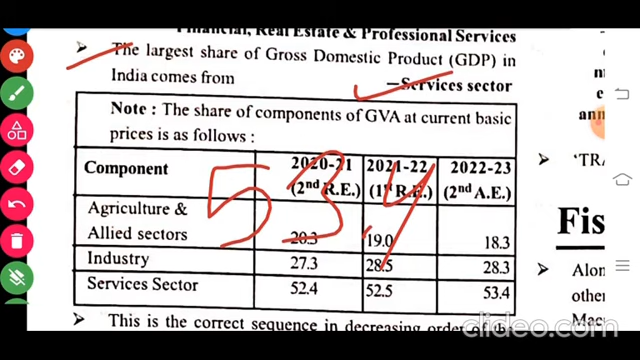 Financial, Real Estate & Professional Services
➤ The largest share of Gross Domestic Product (GDP) in
India comes from –Services sector
Note : The share of components of GVA at current basic
prices is as follows :
Component 2020-21 (2nd R.E.) 2021-22 (1st R.E.) 2022-23 (2nd A.E.)
Agriculture &
Allied sectors 20.3 19.0 18.3
Industry 27.3 28.5 28.3
Services Sector 52.4 52.5 53.4
➤ This is the correct sequence in decreasing order of the
53.4
➤ 'TRA
Fis
➤ Alon
other
Mac
clideo.com